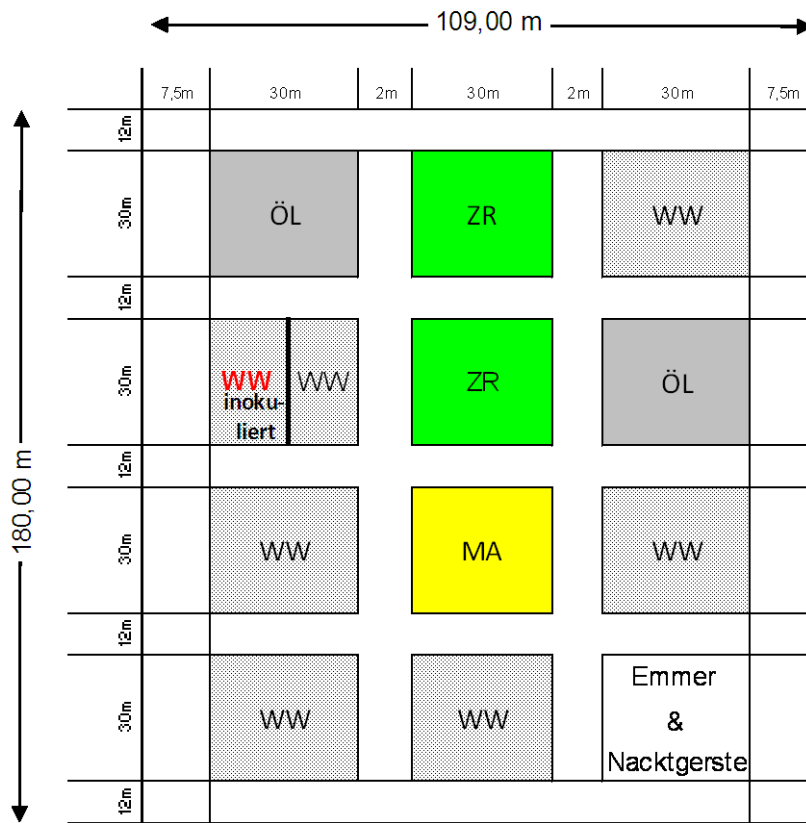 109,00 m
7,5m 30m 2m 30m 2m 30m 7,5m
12m
30m ÖL ZR WW
12m
30m WW WW ZR ÖL
inoku-
liert
12m
180,00 m
30m WW MA WW
12m
30m WW WW Emmer
&
Nacktgerste
12m